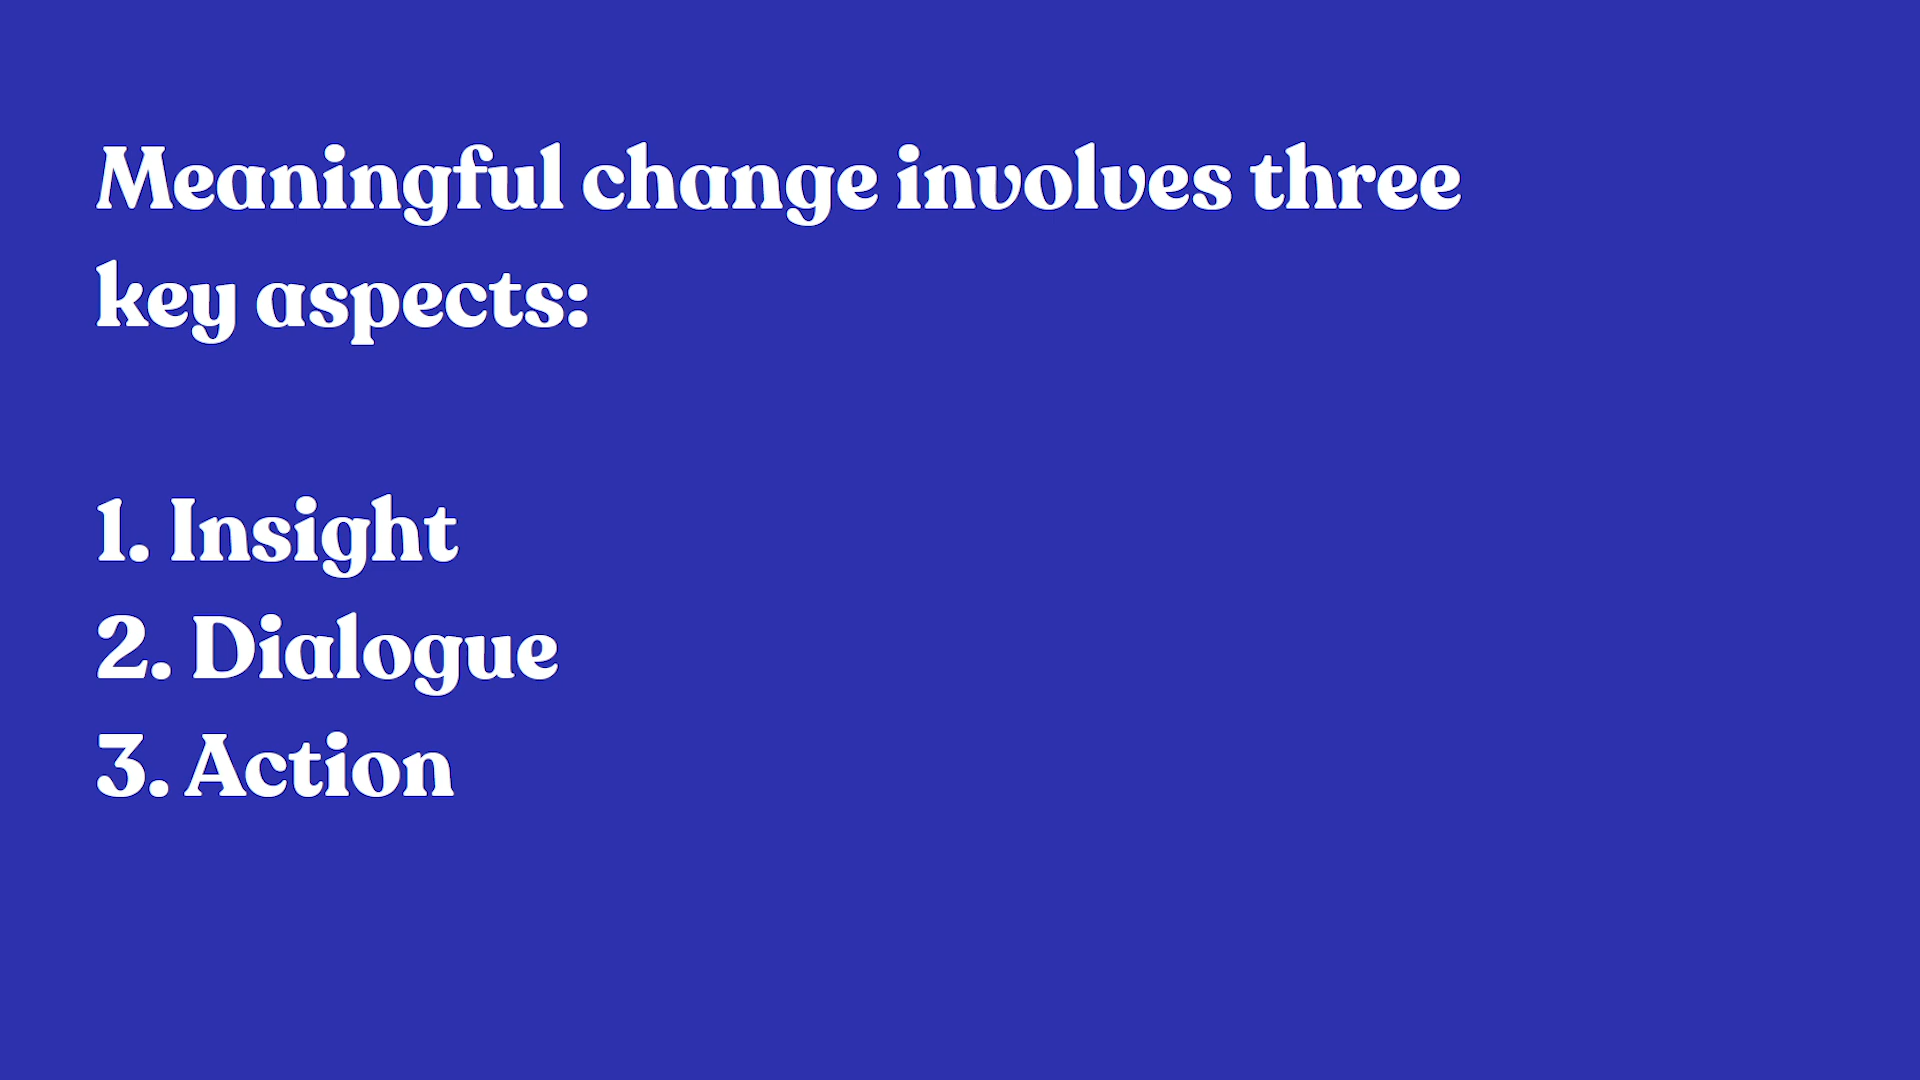 Meaningful change involves three
key aspects:
1. Insight
2. Dialogue
3. Action